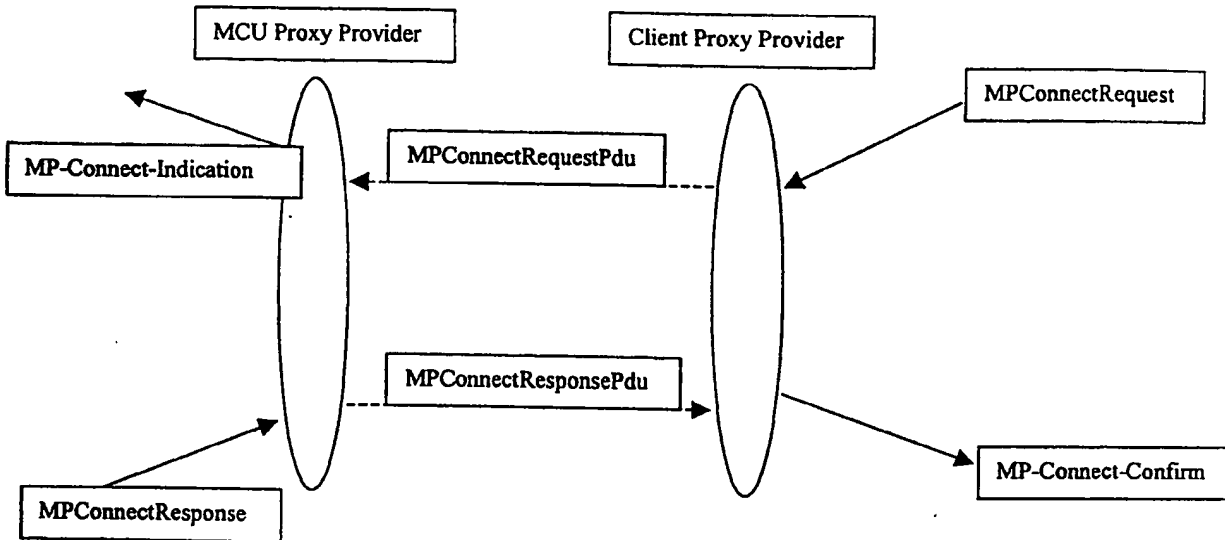 MCU Proxy Provider
Client Proxy Provider
MPConnectRequest
MPConnectRequestPdu
MP-Connect-Indication
MPConnectResponsePdu
MP-Connect-Confirm
MPConnectResponse